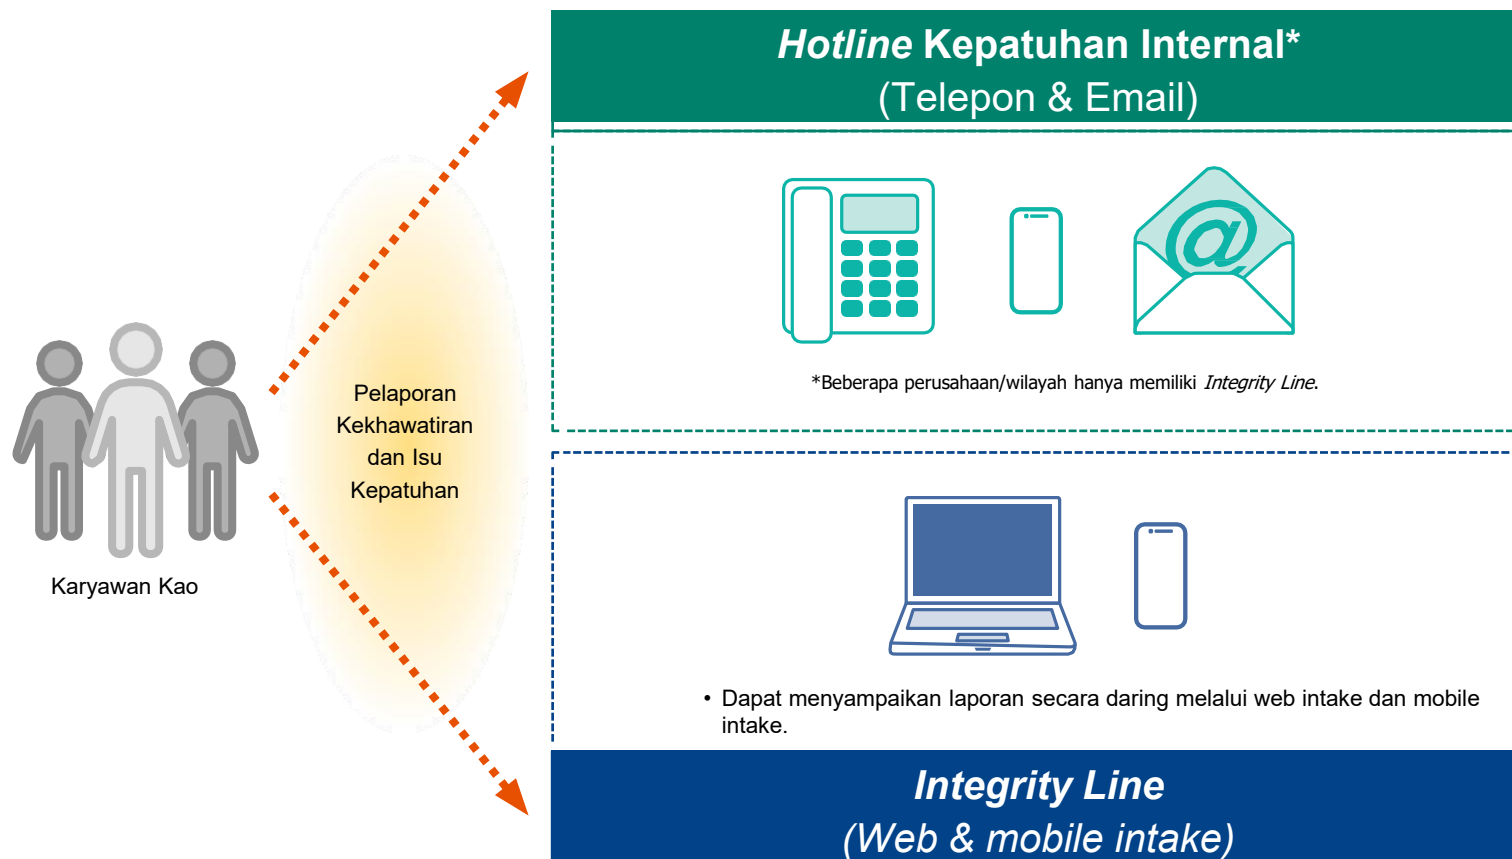 Hotline Kepatuhan Internal*
(Telepon & Email)
*Beberapa perusahaan/wilayah hanya memiliki Integrity Line.
Pelaporan
Kekhawatiran
dan Isu
Kepatuhan
Karyawan Kao
• Dapat menyampaikan laporan secara daring melalui web intake dan mobile
intake.
Integrity Line
(Web & mobile intake)